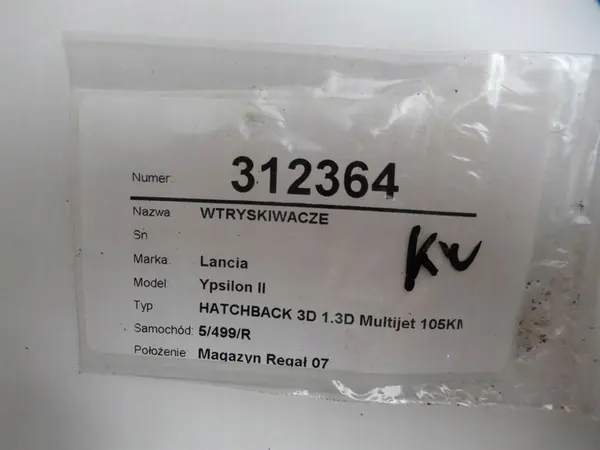 Numer: 312364
Nazwa WTRYSKIWACZE
Sn
Marka Lancia
Model: Ypsilon II
Typ HATCHBACK 3D 1.3D Multijet 105KM
Samochód: 5/499/R
Położenie Magazyn Regał 07